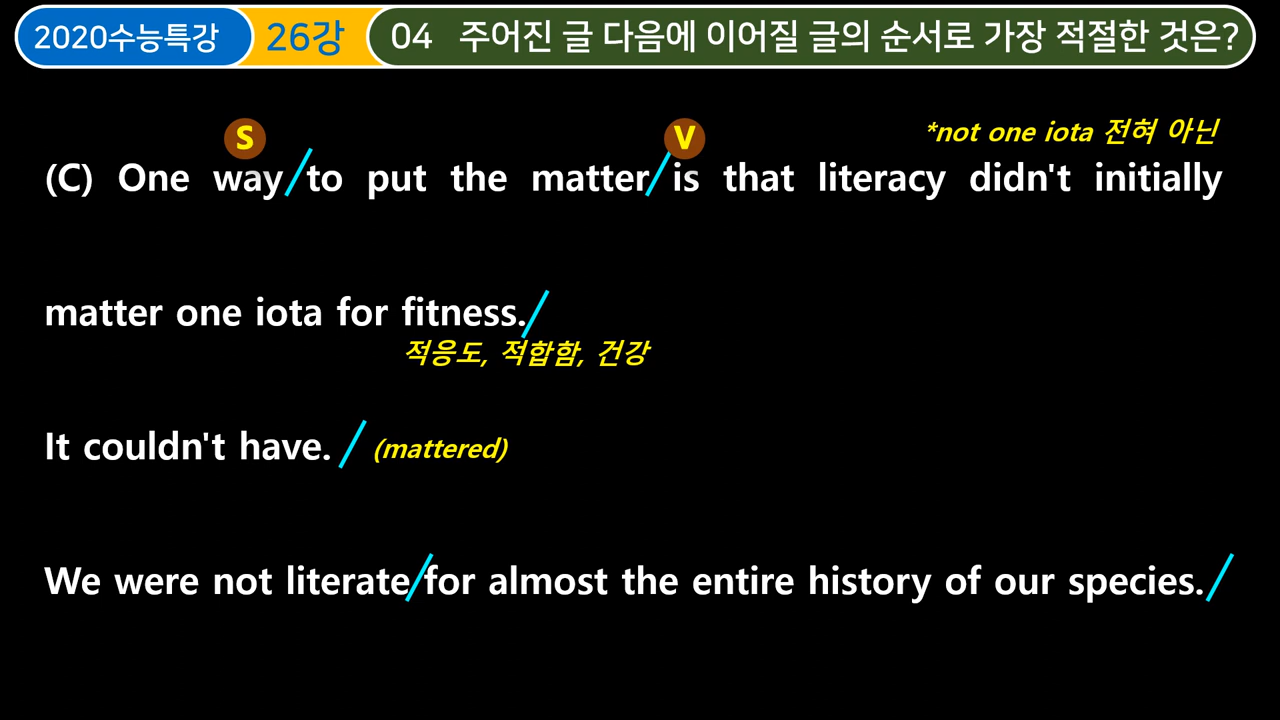 2020수능특강 26강 04 주어진 글 다음에 이어질 글의 순서로 가장 적절한 것은?
*not one iota 전혀 아닌
S V
(C) One way to put the matter is that literacy didn't initially
matter one iota for fitness.
적응도, 적합함, 건강
It couldn't have. (mattered)
We were not literate for almost the entire history of our species.